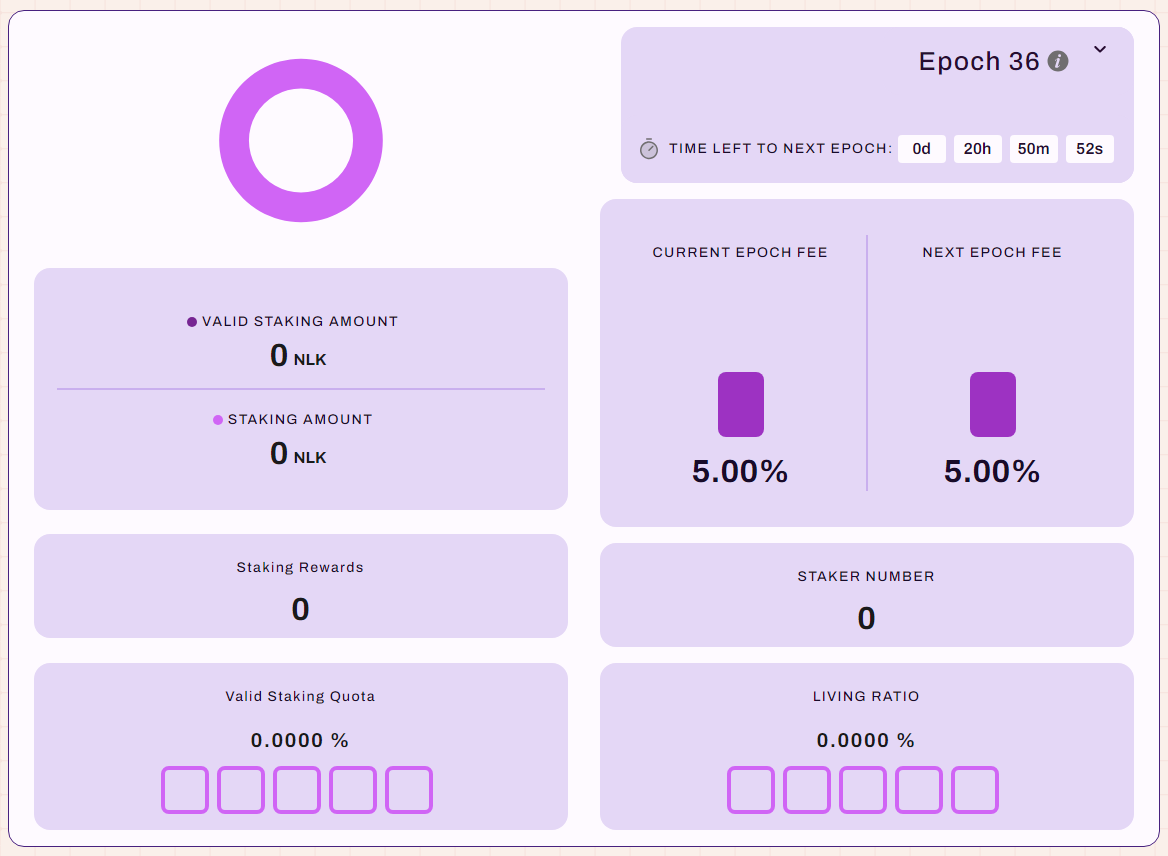 Epoch 36
TIME LEFT TO NEXT EPOCH: 0d 20h 50m 52s
VALID STAKING AMOUNT
0 NLK
STAKING AMOUNT
0 NLK
CURRENT EPOCH FEE
5.00%
NEXT EPOCH FEE
5.00%
Staking Rewards
0
STAKER NUMBER
0
Valid Staking Quota
0.0000 %
LIVING RATIO
0.0000 %